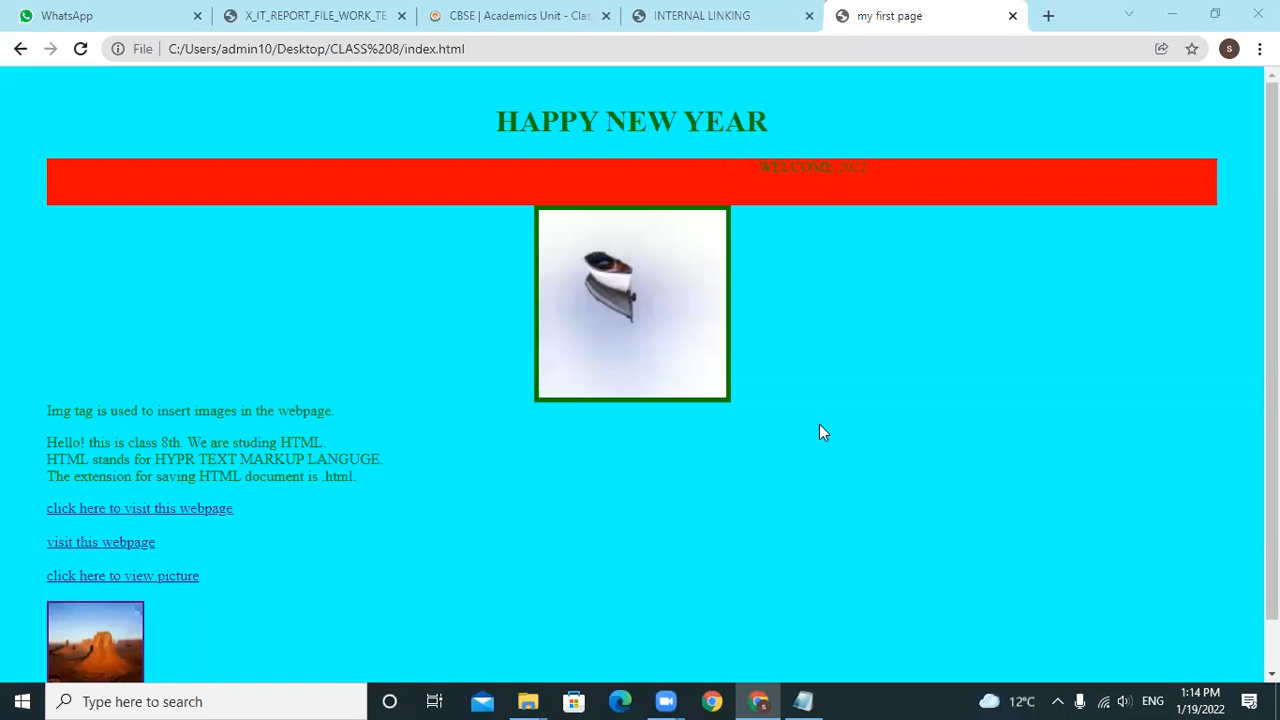 WhatsApp
X_IT_REPORT_FILE_WORK_TE
CBSE | Academics Unit - Clas
INTERNAL LINKING
my first page
File
C:/Users/admin10/Desktop/CLASS%208/index.html
S
HAPPY NEW YEAR
WELCOME 2022
Img tag is used to insert images in the webpage.
Hello! this is class 8th. We are studing HTML.
HTML stands for HYPR TEXT MARKUP LANGUGE.
The extension for saving HTML document is .html.
click here to visit this webpage
visit this webpage
click here to view picture
Type here to search
12°C
ENG
1:14 PM
1/19/2022